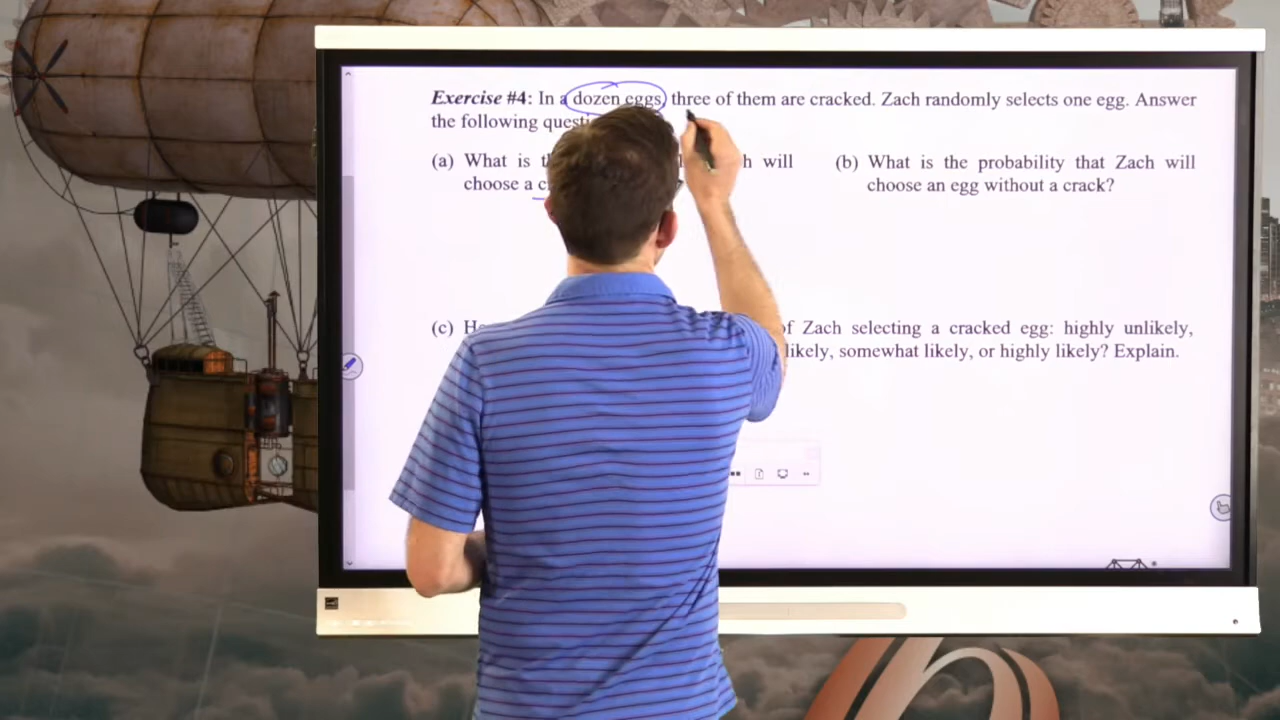 Exercise #4: In a dozen eggs, three of them are cracked. Zach randomly selects one egg. Answer
the following
(a) What is will
choose a
(b) What is the probability that Zach will
choose an egg without a crack?
(c) of Zach selecting a cracked egg: highly unlikely,
likely, somewhat likely, or highly likely? Explain.